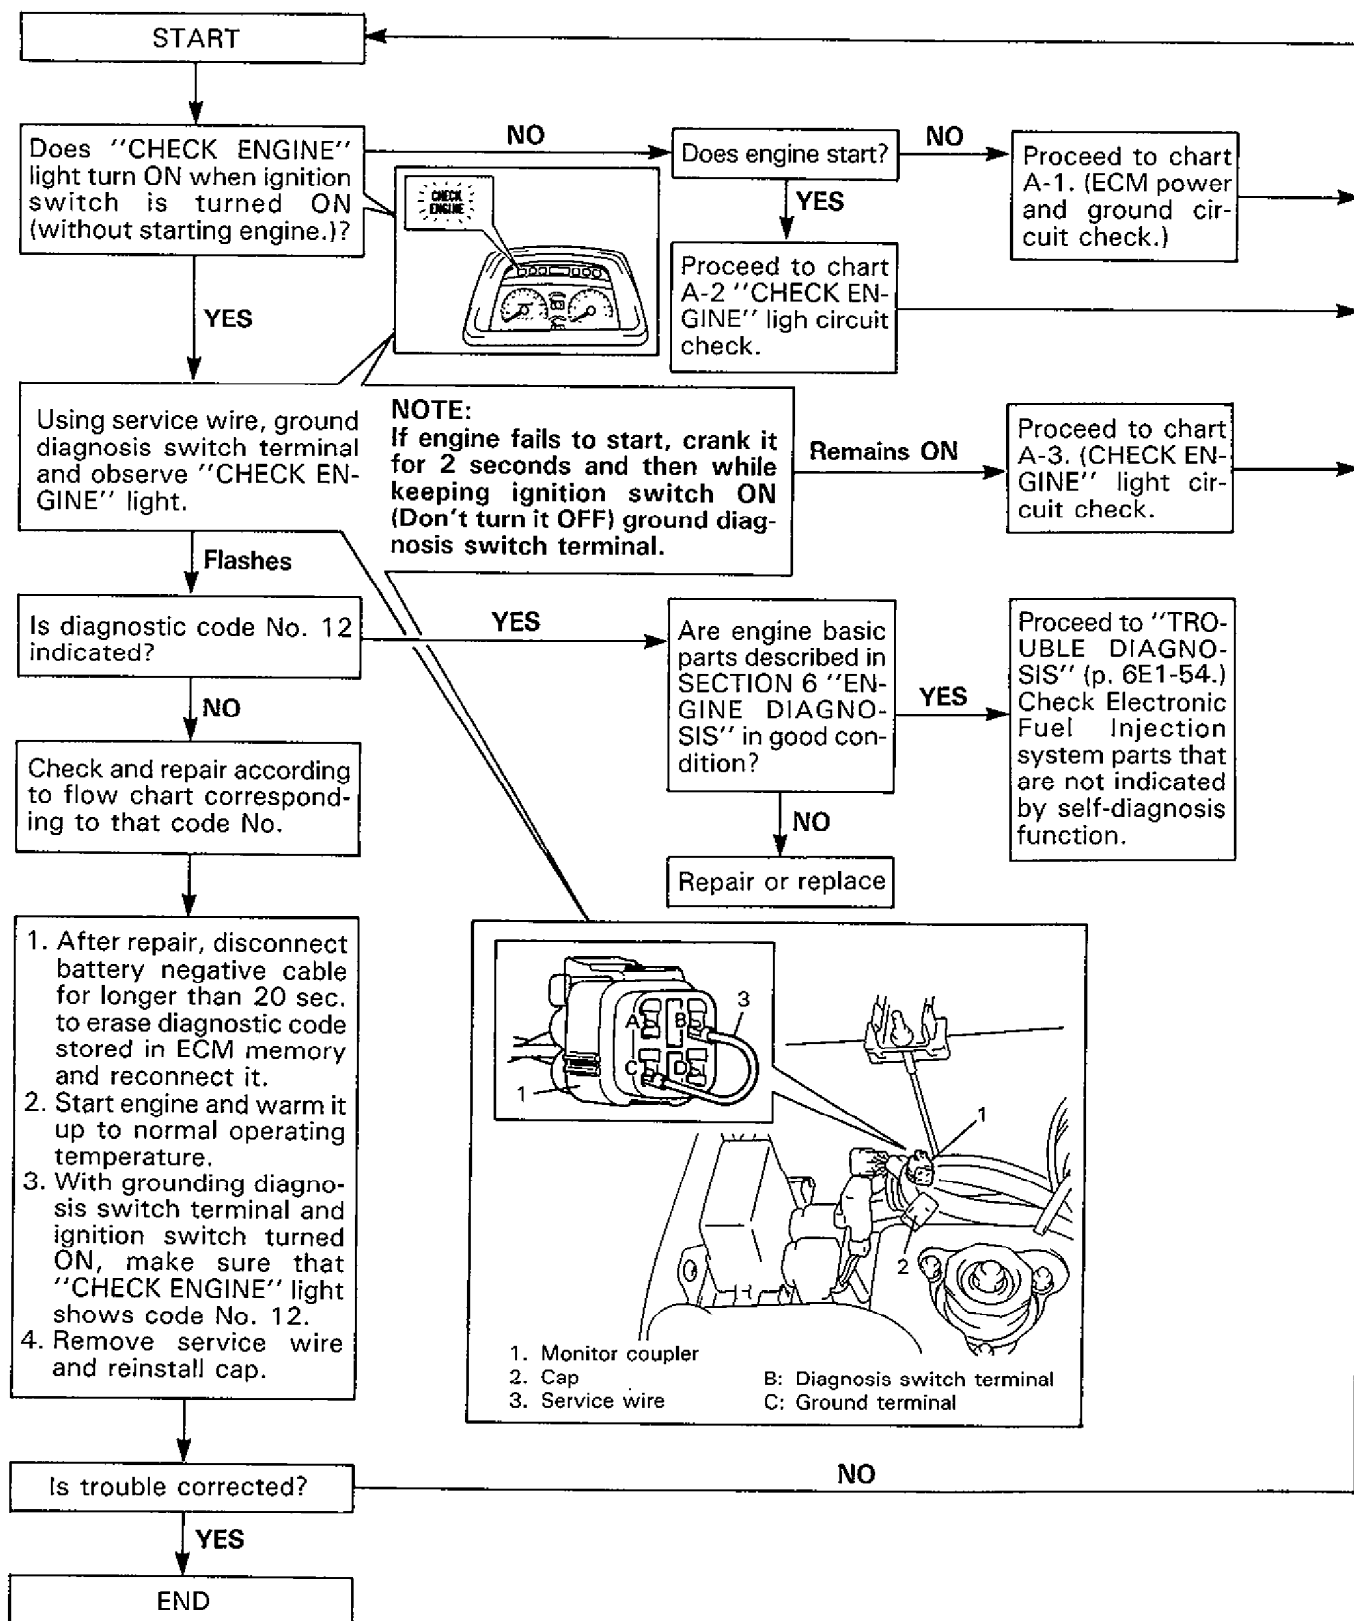 START
Does "CHECK ENGINE"
light turn ON when ignition
switch is turned ON
(without starting engine.)?
NO
Does engine start?
NO
Proceed to chart
A-1. (ECM power
and ground cir-
cuit check.)
YES
Proceed to chart
A-2 "CHECK EN-
GINE" ligh circuit
check.
CHECK
ENGINE
YES
Using service wire, ground
diagnosis switch terminal
and observe "CHECK EN-
GINE" light.
NOTE:
If engine fails to start, crank it
for 2 seconds and then while
keeping ignition switch ON
(Don't turn it OFF) ground diag-
nosis switch terminal.
Remains ON
Proceed to chart
A-3. (CHECK EN-
GINE" light cir-
cuit check.
Flashes
Is diagnostic code No. 12
indicated?
YES
Are engine basic
parts described in
SECTION 6 "EN-
GINE DIAGNO-
SIS" in good con-
dition?
YES
Proceed to "TRO-
UBLE DIAGNO-
SIS" (p. 6E1-54.)
Check Electronic
Fuel Injection
system parts that
are not indicated
by self-diagnosis
function.
NO
Repair or replace
NO
Check and repair according
to flow chart correspond-
ing to that code No.
1. After repair, disconnect
battery negative cable
for longer than 20 sec.
to erase diagnostic code
stored in ECM memory
and reconnect it.
2. Start engine and warm it
up to normal operating
temperature.
3. With grounding diagno-
sis switch terminal and
ignition switch turned
ON, make sure that
"CHECK ENGINE" light
shows code No. 12.
4. Remove service wire
and reinstall cap.
A B
C D
3
1
1
2
1. Monitor coupler
2. Cap
3. Service wire
B: Diagnosis switch terminal
C: Ground terminal
Is trouble corrected?
NO
YES
END